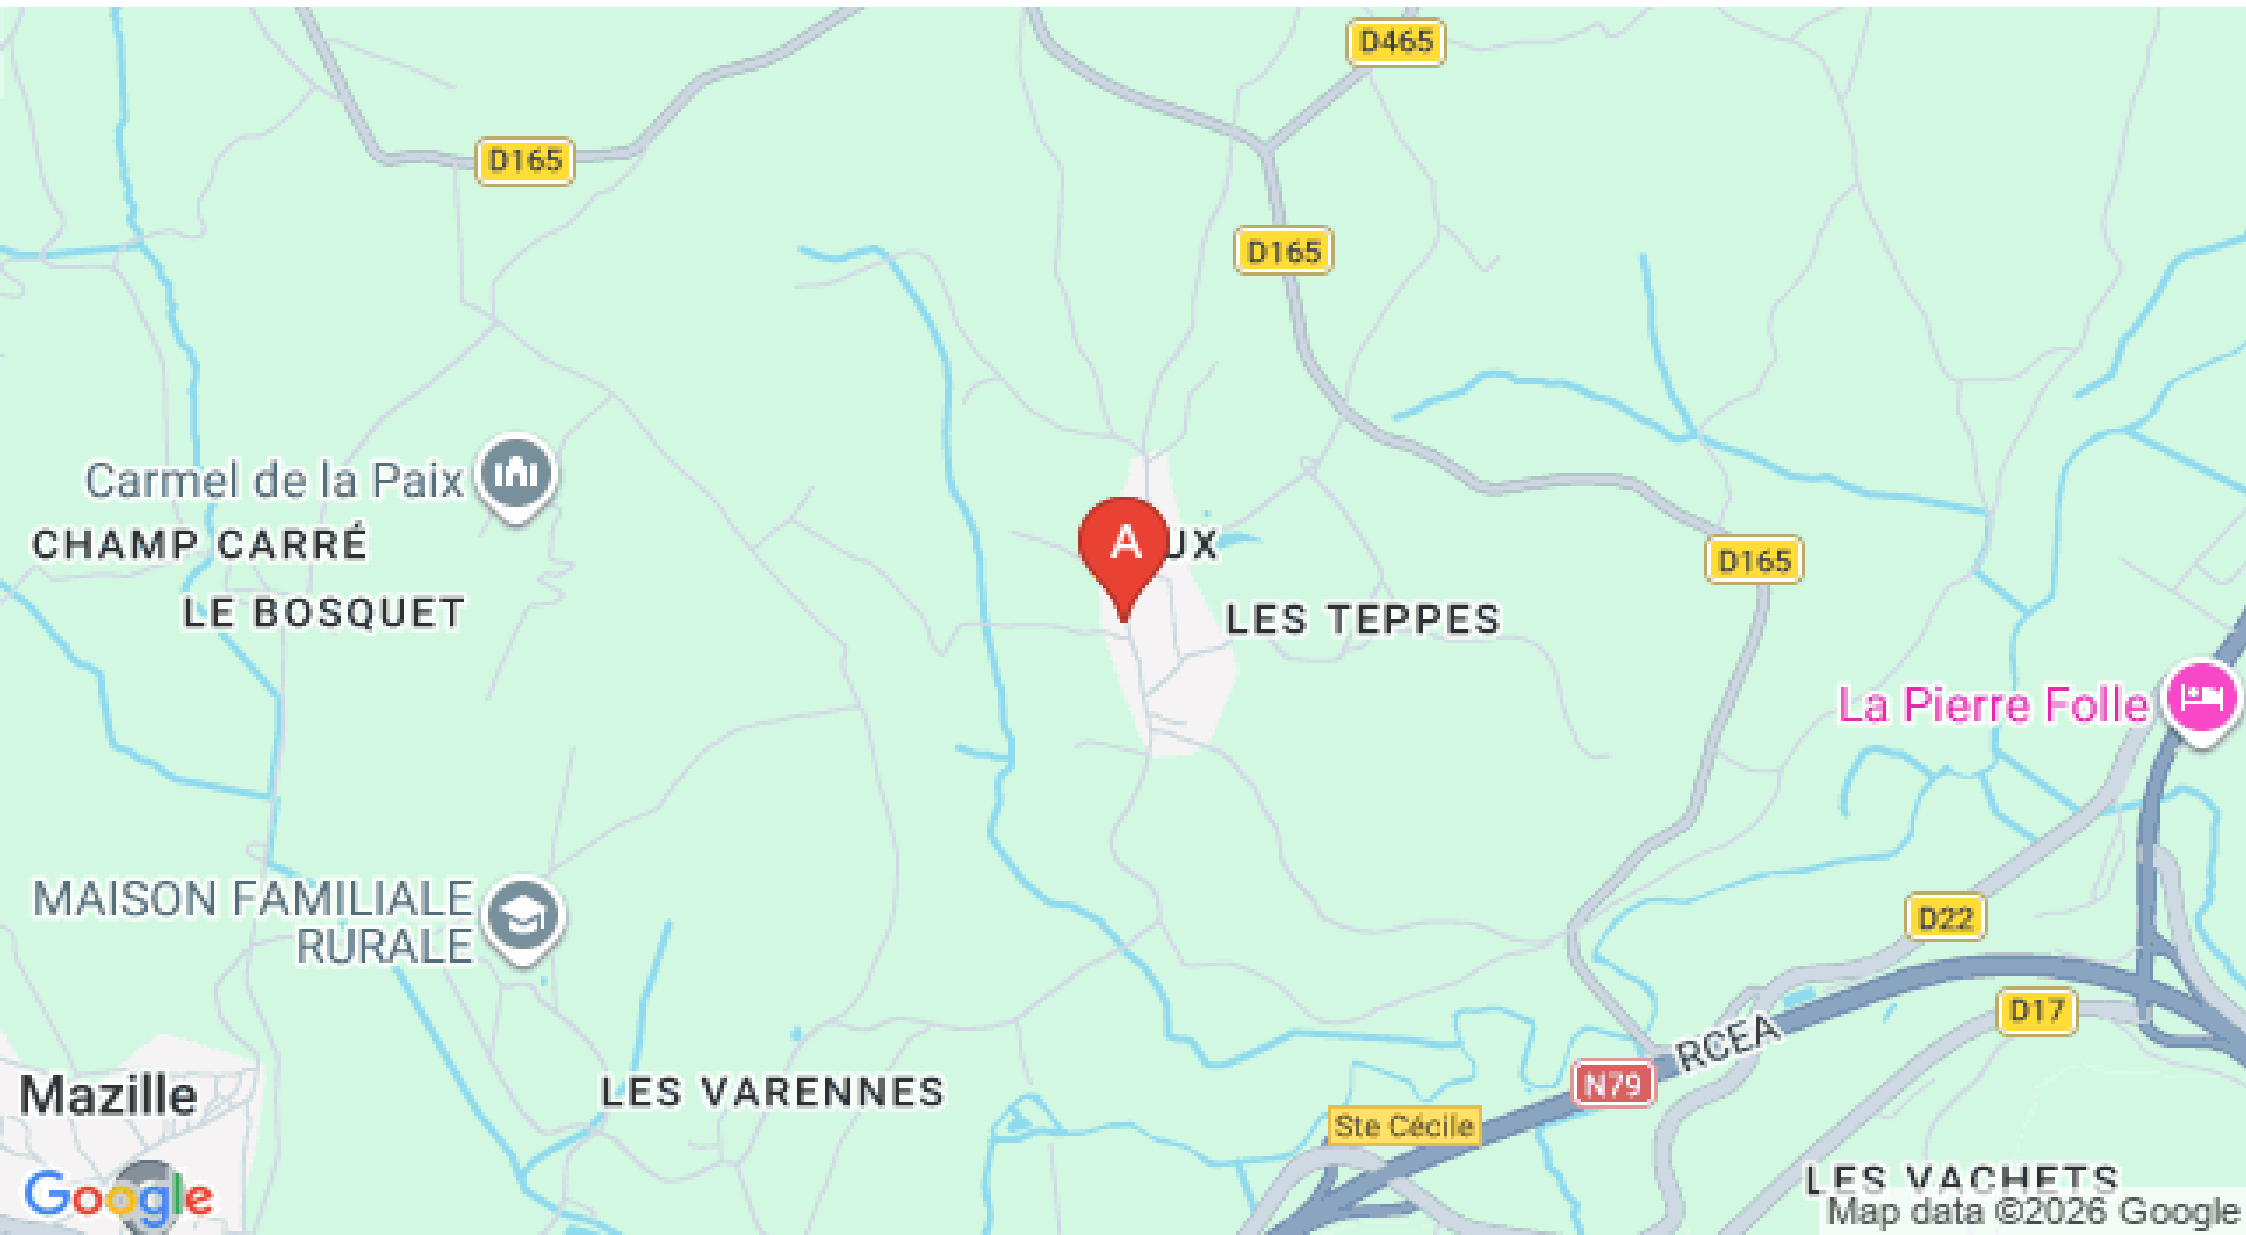 D465
D165
D165
Carmel de la Paix
CHAMP CARRÉ
A
UX
D165
LE BOSQUET
LES TEPPES
La Pierre Folle
MAISON FAMILIALE
RURALE
D22
D17
RCEA
N79
Mazille
LES VARENNES
Ste Cécile
LES VACHETS
Google
Map data ©2026 Google